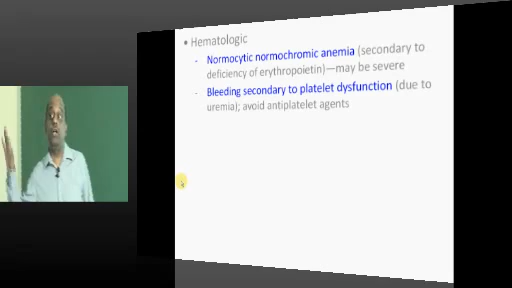 • Hematologic
- Normocytic normochromic anemia (secondary to
deficiency of erythropoietin)—may be severe
- Bleeding secondary to platelet dysfunction (due to
uremia); avoid antiplatelet agents